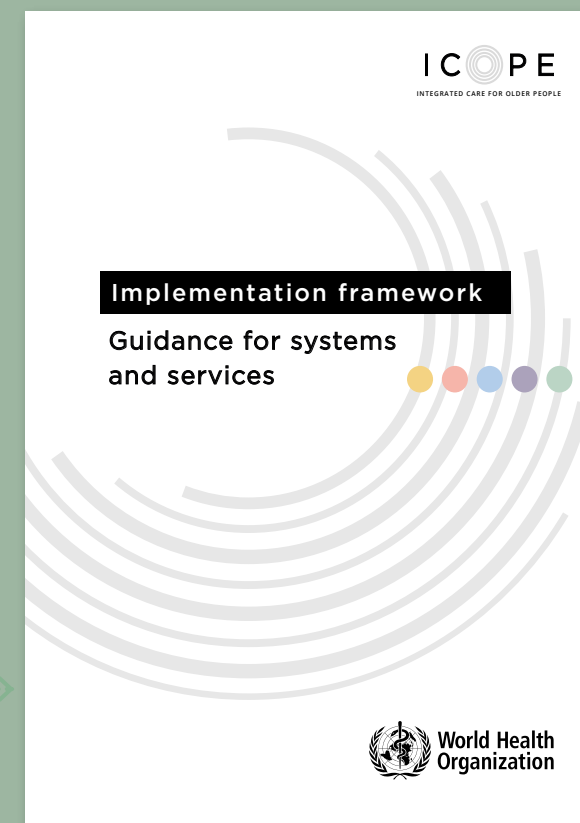 ICOPE
INTEGRATED CARE FOR OLDER PEOPLE
Implementation framework
Guidance for systems
and services
World Health
Organization